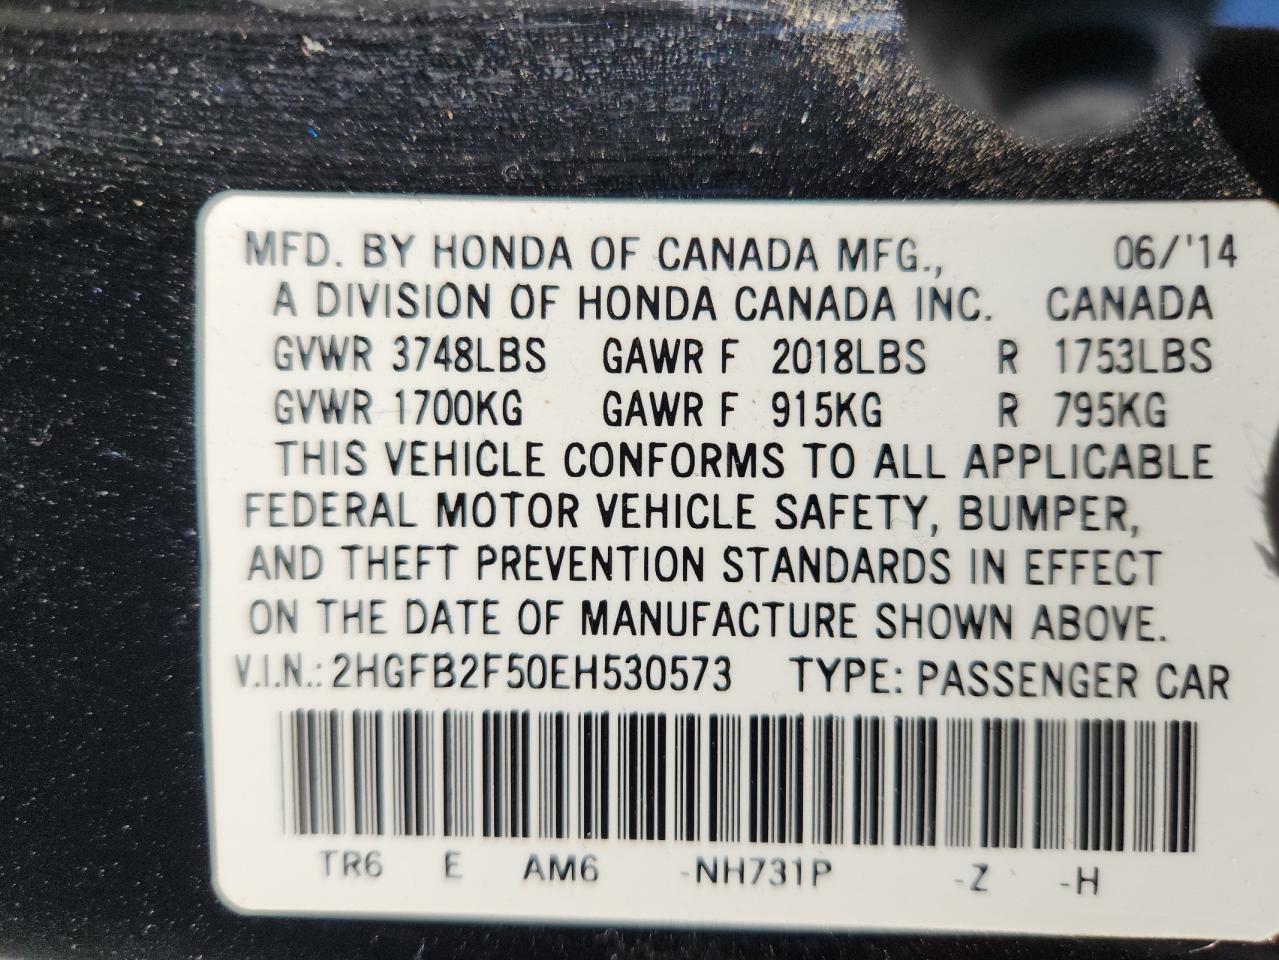 MFD. BY HONDA OF CANADA MFG., 06/'14
A DIVISION OF HONDA CANADA INC. CANADA
GVWR 3748LBS GAWR F 2018LBS R 1753LBS
GVWR 1700KG GAWR F 915KG R 795KG
THIS VEHICLE CONFORMS TO ALL APPLICABLE
FEDERAL MOTOR VEHICLE SAFETY, BUMPER,
AND THEFT PREVENTION STANDARDS IN EFFECT
ON THE DATE OF MANUFACTURE SHOWN ABOVE.
V.I.N.: 2HGFB2F50EH530573 TYPE: PASSENGER CAR
TR6 E AM6 -NH731P -Z -H